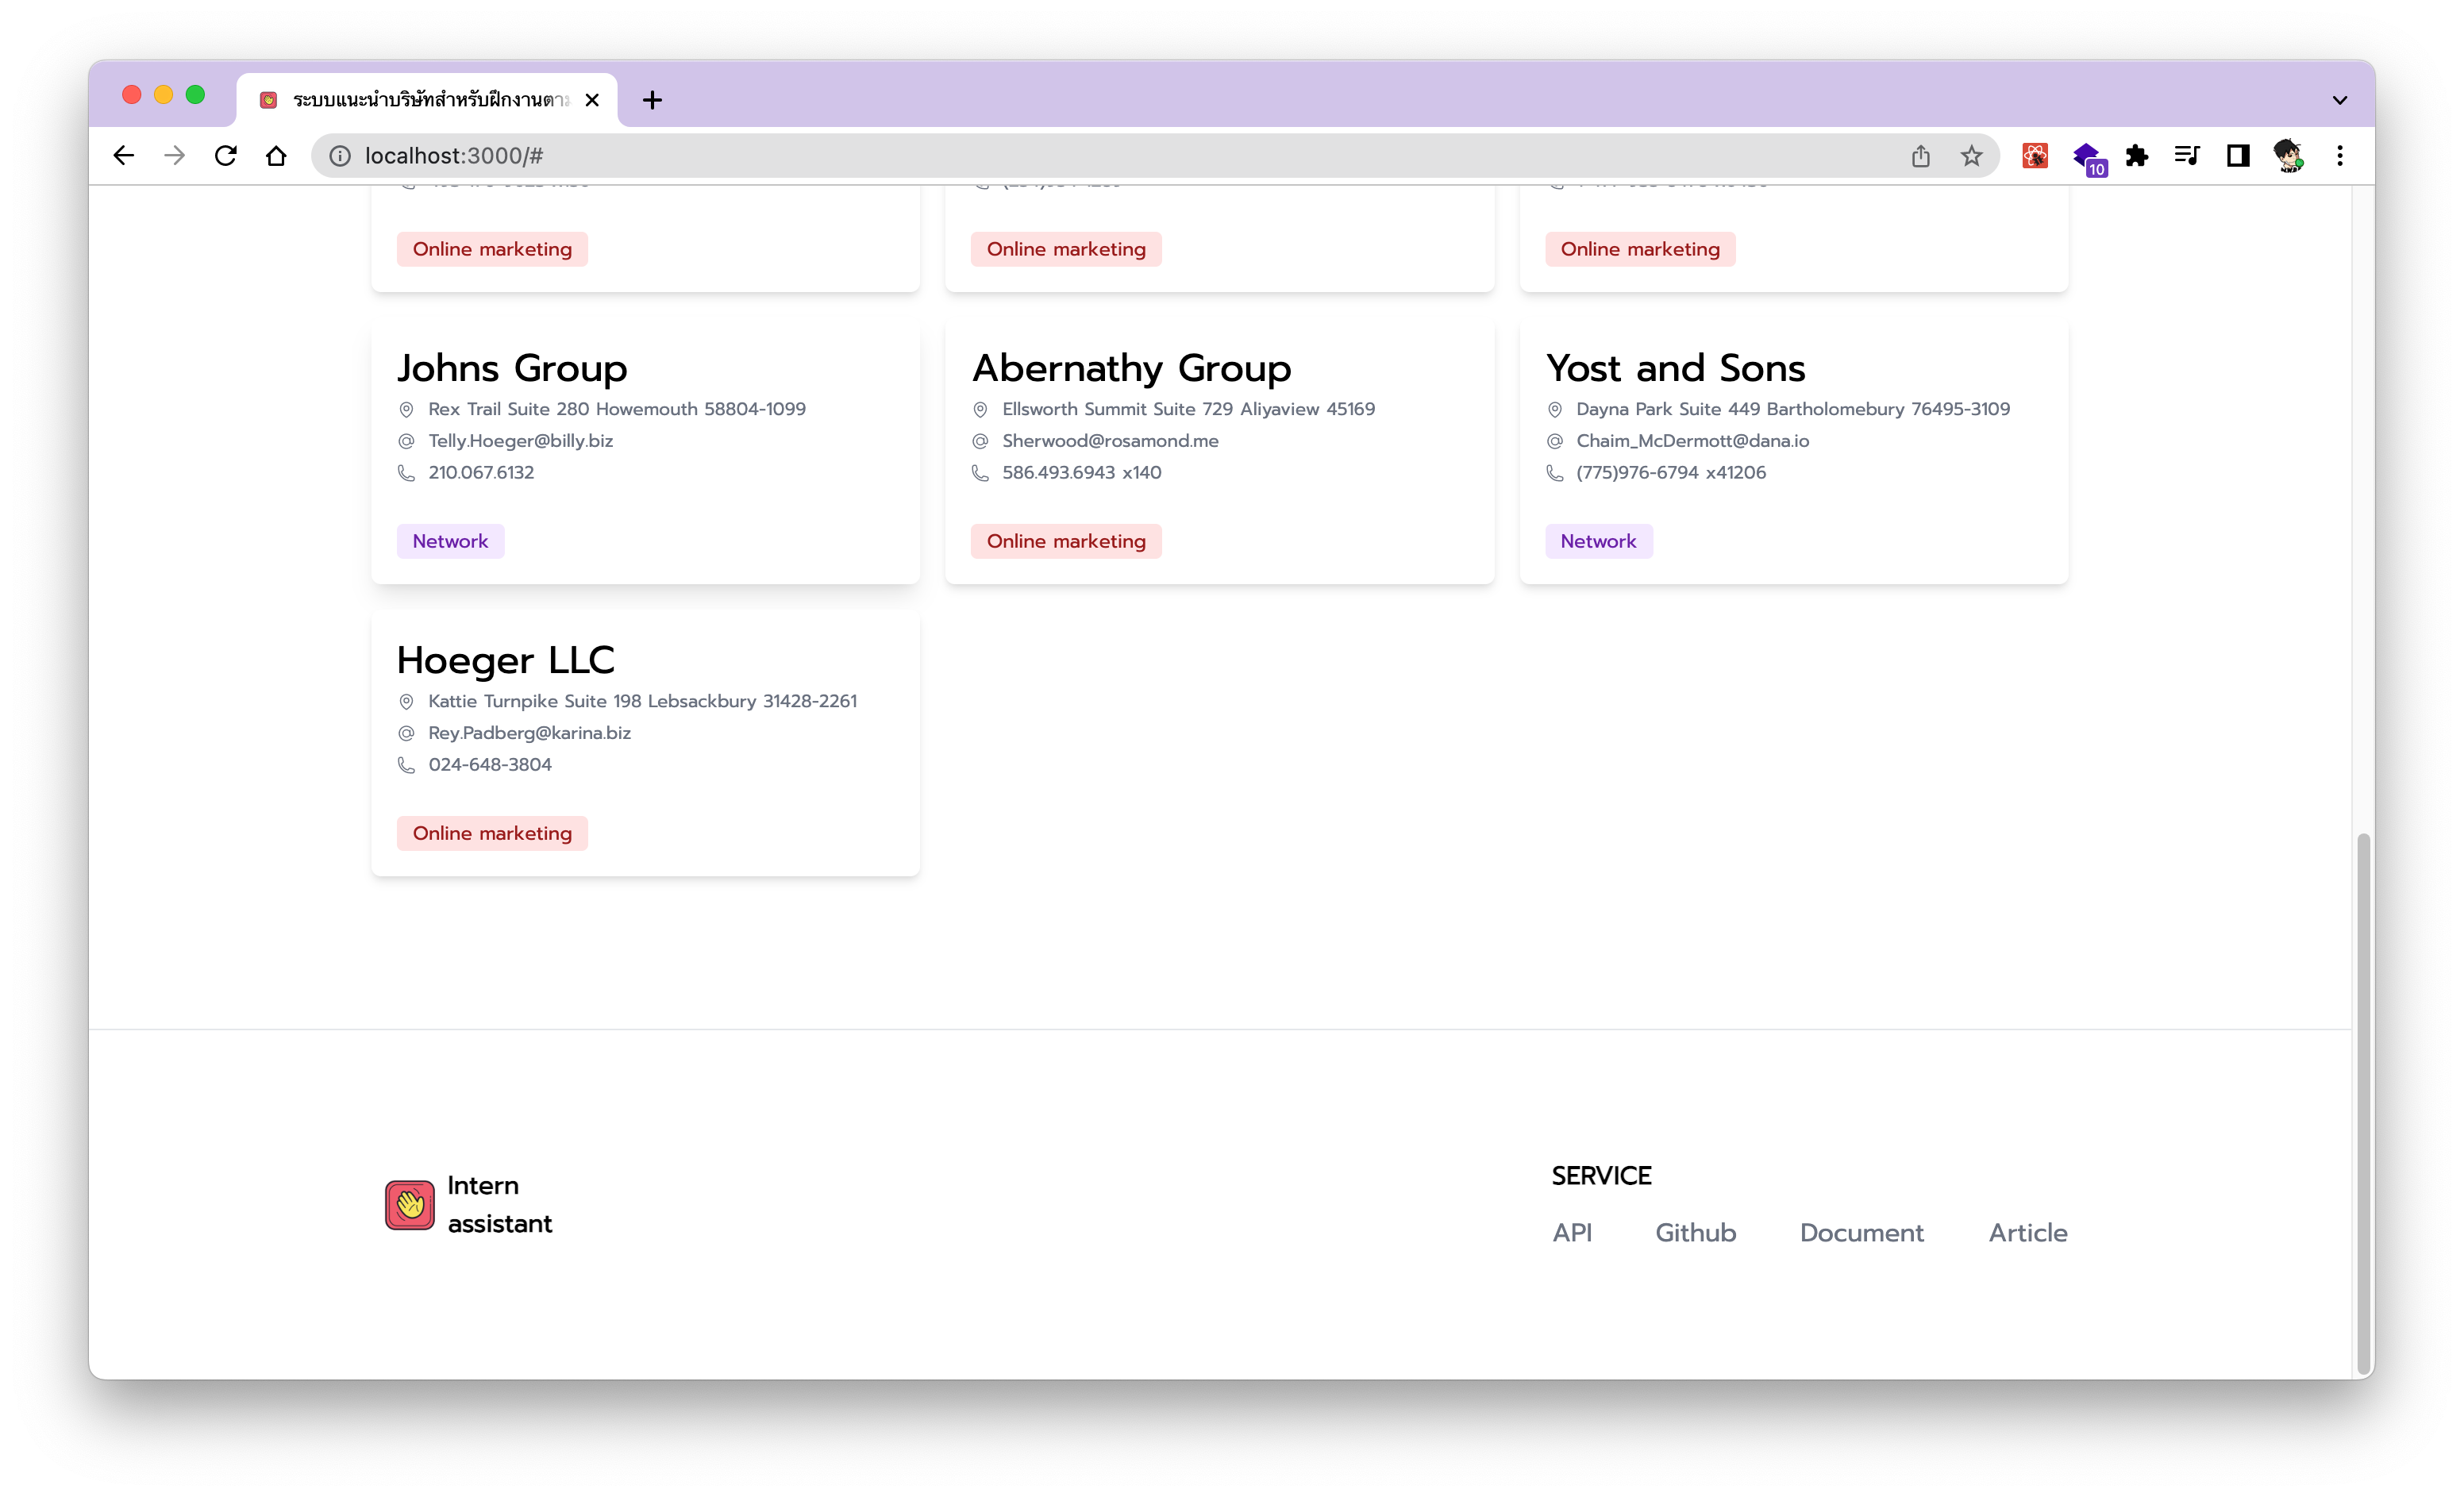 ระบบแนะนำบริษัทสำหรับฝึกงานตาม
localhost:3000/#
10
Online marketing
Online marketing
Online marketing
Johns Group
Rex Trail Suite 280 Howemouth 58804-1099
Telly.Hoeger@billy.biz
210.067.6132
Network
Abernathy Group
Ellsworth Summit Suite 729 Aliyaview 45169
Sherwood@rosamond.me
586.493.6943 x140
Online marketing
Yost and Sons
Dayna Park Suite 449 Bartholomebury 76495-3109
Chaim_McDermott@dana.io
(775)976-6794 x41206
Network
Hoeger LLC
Kattie Turnpike Suite 198 Lebsackbury 31428-2261
Rey.Padberg@karina.biz
024-648-3804
Online marketing
Intern
assistant
SERVICE
API Github Document Article